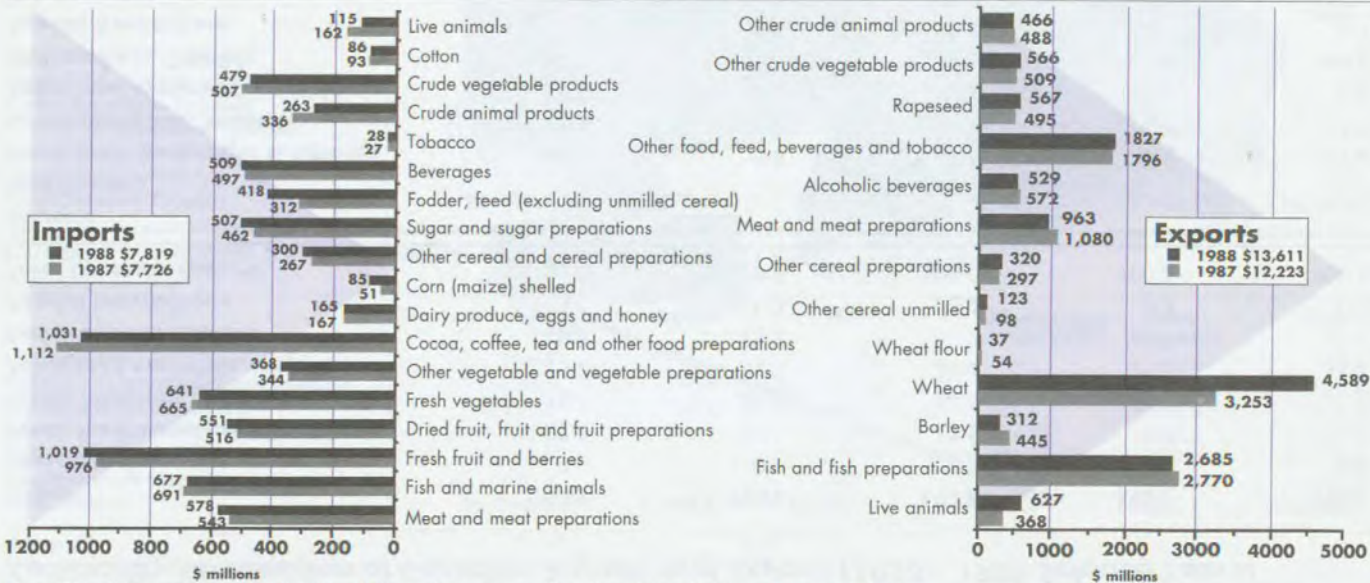 115
162
Live animals
86
93
Cotton
479
507
Crude vegetable products
263
336
Crude animal products
28
27
Tobacco
509
497
Beverages
418
312
Fodder, feed (excluding unmilled cereal)
507
462
Sugar and sugar preparations
300
267
Other cereal and cereal preparations
85
51
Corn (maize) shelled
165
167
Dairy produce, eggs and honey
1,031
1,112
Cocoa, coffee, tea and other food preparations
368
344
Other vegetable and vegetable preparations
641
665
Fresh vegetables
551
516
Dried fruit, fruit and fruit preparations
1,019
976
Fresh fruit and berries
677
691
Fish and marine animals
578
543
Meat and meat preparations
Imports
1988 $7,819
1987 $7,726
1200 1000 800 600 400 200 0
$ millions
Other crude animal products
466
488
Other crude vegetable products
566
509
Rapeseed
567
495
Other food, feed, beverages and tobacco
1827
1796
Alcoholic beverages
529
572
Meat and meat preparations
963
1,080
Other cereal preparations
320
297
Other cereal unmilled
123
98
Wheat flour
37
54
Wheat
4,589
3,253
Barley
312
445
Fish and fish preparations
2,685
2,770
Live animals
627
368
Exports
1988 $13,611
1987 $12,223
0 1000 2000 3000 4000 5000
$ millions